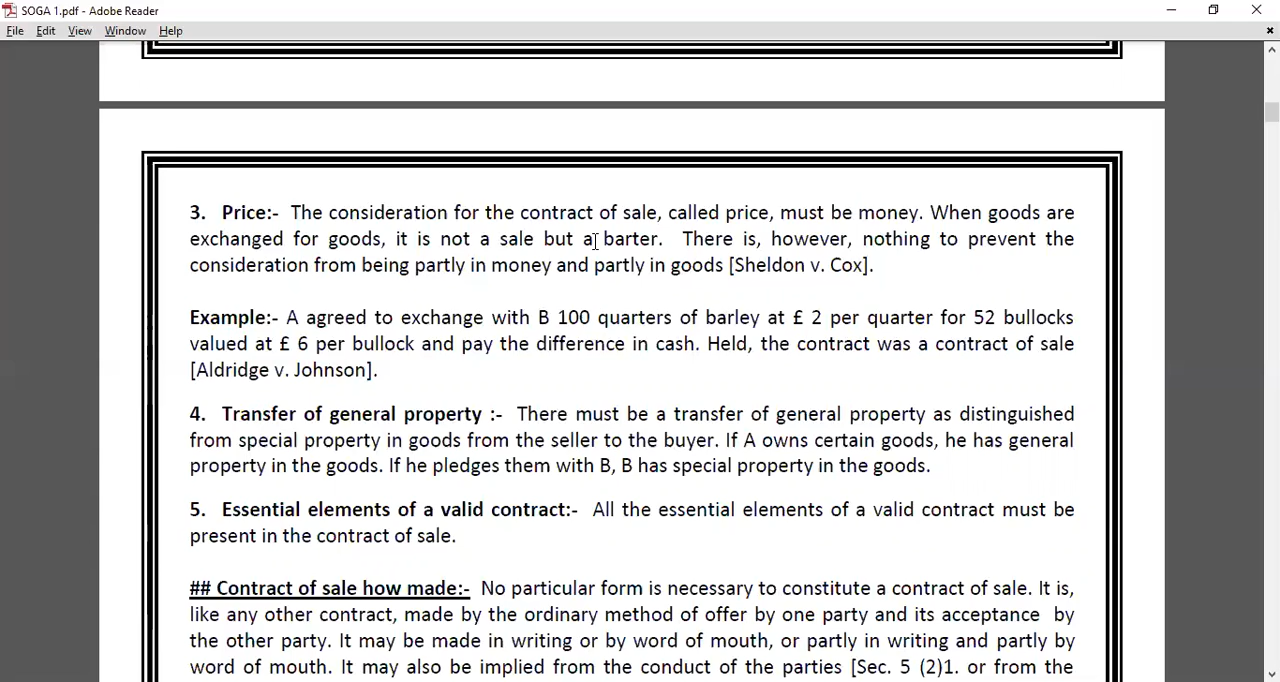 SOGA 1.pdf - Adobe Reader
File Edit View Window Help
3. Price:- The consideration for the contract of sale, called price, must be money. When goods are
exchanged for goods, it is not a sale but a barter. There is, however, nothing to prevent the
consideration from being partly in money and partly in goods [Sheldon v. Cox].
Example:- A agreed to exchange with B 100 quarters of barley at £ 2 per quarter for 52 bullocks
valued at £ 6 per bullock and pay the difference in cash. Held, the contract was a contract of sale
[Aldridge v. Johnson].
4. Transfer of general property :- There must be a transfer of general property as distinguished
from special property in goods from the seller to the buyer. If A owns certain goods, he has general
property in the goods. If he pledges them with B, B has special property in the goods.
5. Essential elements of a valid contract:- All the essential elements of a valid contract must be
present in the contract of sale.
## Contract of sale how made:- No particular form is necessary to constitute a contract of sale. It is,
like any other contract, made by the ordinary method of offer by one party and its acceptance by
the other party. It may be made in writing or by word of mouth, or partly in writing and partly by
word of mouth. It may also be implied from the conduct of the parties [Sec. 5 (2)1. or from the